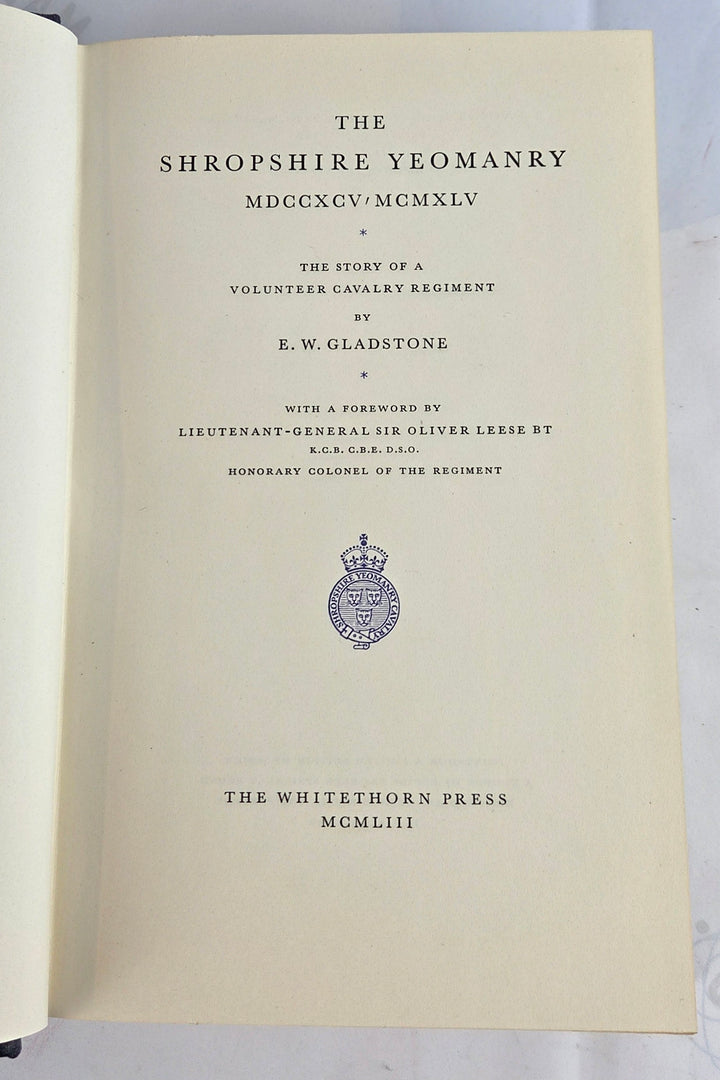 THE
SHROPSHIRE YEOMANRY
MDCCXCV/MCMXLV
*
THE STORY OF A
VOLUNTEER CAVALRY REGIMENT
BY
E. W. GLADSTONE
*
WITH A FOREWORD BY
LIEUTENANT-GENERAL SIR OLIVER LEESE BT
K.C.B. C.B.E. D.S.O.
HONORARY COLONEL OF THE REGIMENT
SHROPSHIRE YEOMANRY CAVALRY
THE WHITETHORN PRESS
MCMLIII